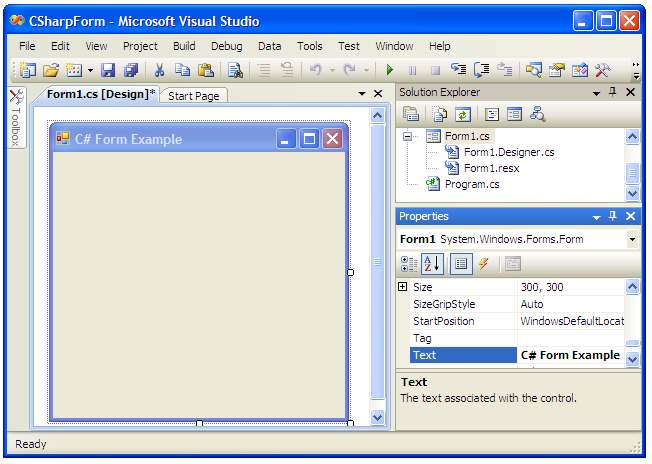 CSharpForm - Microsoft Visual Studio
File Edit View Project Build Debug Data Tools Test Window Help
Toolbox
Form1.cs [Design]* Start Page
C# Form Example
Solution Explorer
Form1.cs
Form1.Designer.cs
Form1.resx
C# Program.cs
Properties
Form1 System.Windows.Forms.Form
A Z
Size 300, 300
SizeGripStyle Auto
StartPosition WindowsDefaultLocat
Tag
Text C# Form Example
Text
The text associated with the control.
Ready